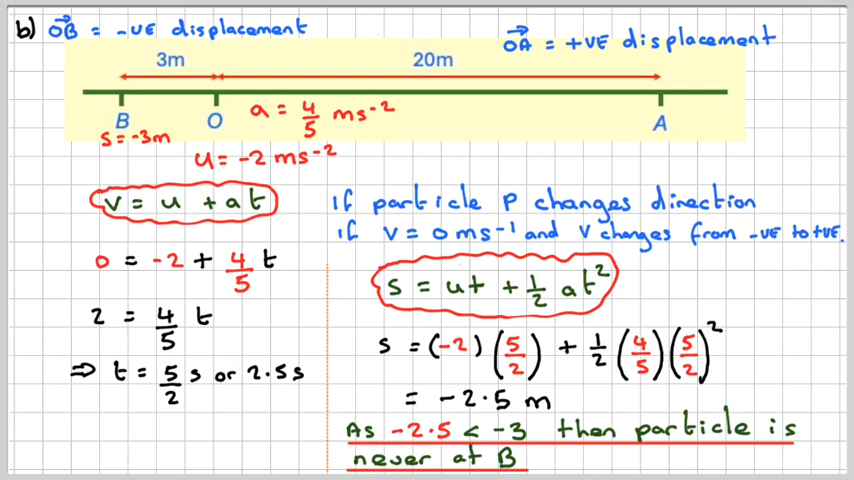 b) OB = -VE displacement
OA = +VE displacement
3m
20m
B
O
A
a = 4/5 ms-2
s = -3m
u = -2 ms-2
v = u + at
If particle P changes direction
If v = 0 ms-1 and v changes from -VE to +VE.
0 = -2 + 4/5 t
2 = 4/5 t
⇒ t = 5/2 s or 2.5s
s = ut + 1/2 at2
s = (-2)(5/2) + 1/2 (4/5)(5/2)2
= -2.5 m
As -2.5 < -3 then particle is
never at B